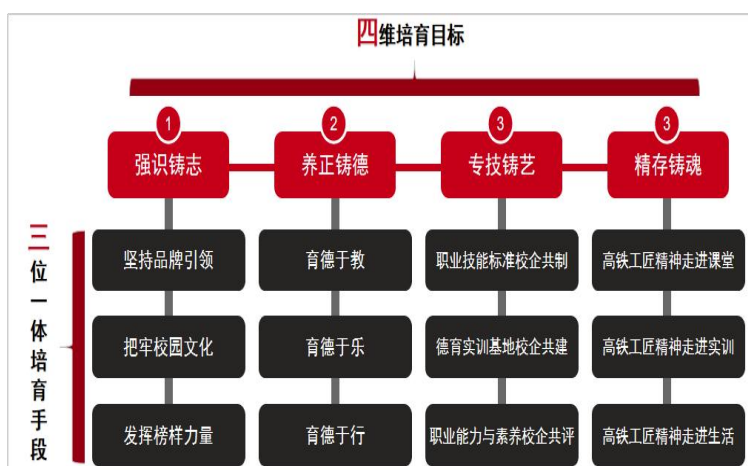 四维培育目标
1
2
3
3
强识铸志
养正铸德
专技铸艺
精存铸魂
三位一体培育手段
坚持品牌引领
育德于教
职业技能标准校企共制
高铁工匠精神走进课堂
把牢校园文化
育德于乐
德育实训基地校企共建
高铁工匠精神走进实训
发挥榜样力量
育德于行
职业能力与素养校企共评
高铁工匠精神走进生活